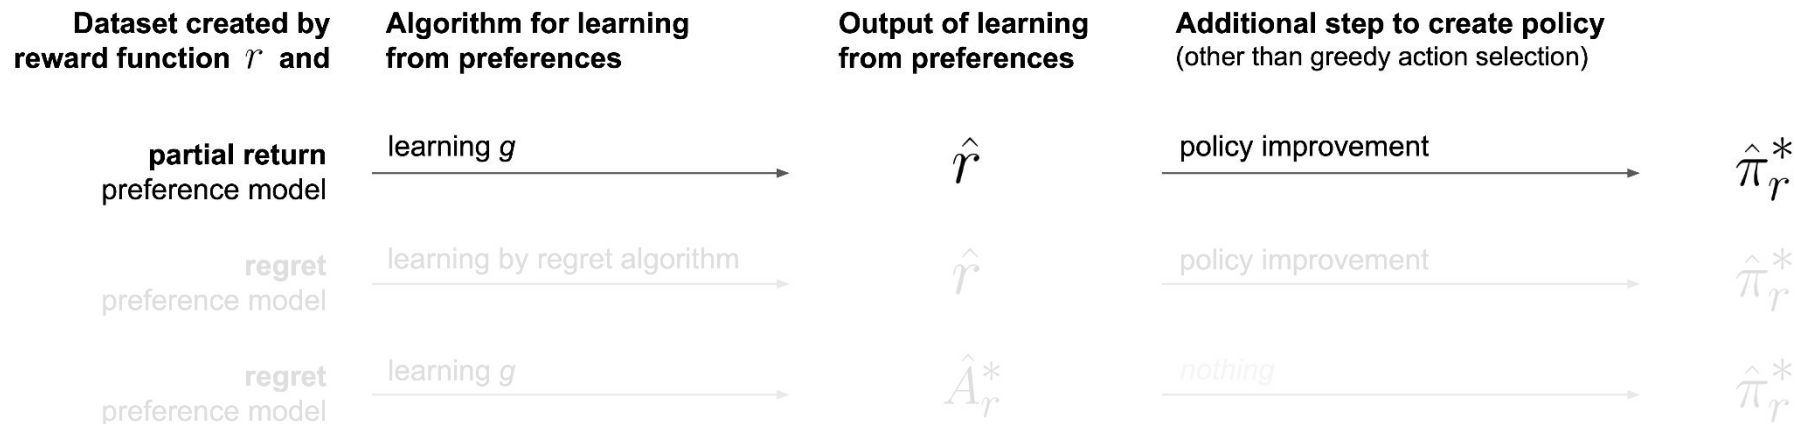 Dataset created by
reward function r and
Algorithm for learning
from preferences
Output of learning
from preferences
Additional step to create policy
(other than greedy action selection)
partial return
preference model
learning g
r̂
policy improvement
π̂*r
regret
preference model
learning by regret algorithm
r̂
policy improvement
π̂*r
regret
preference model
learning g
Â*r
nothing
π̂*r